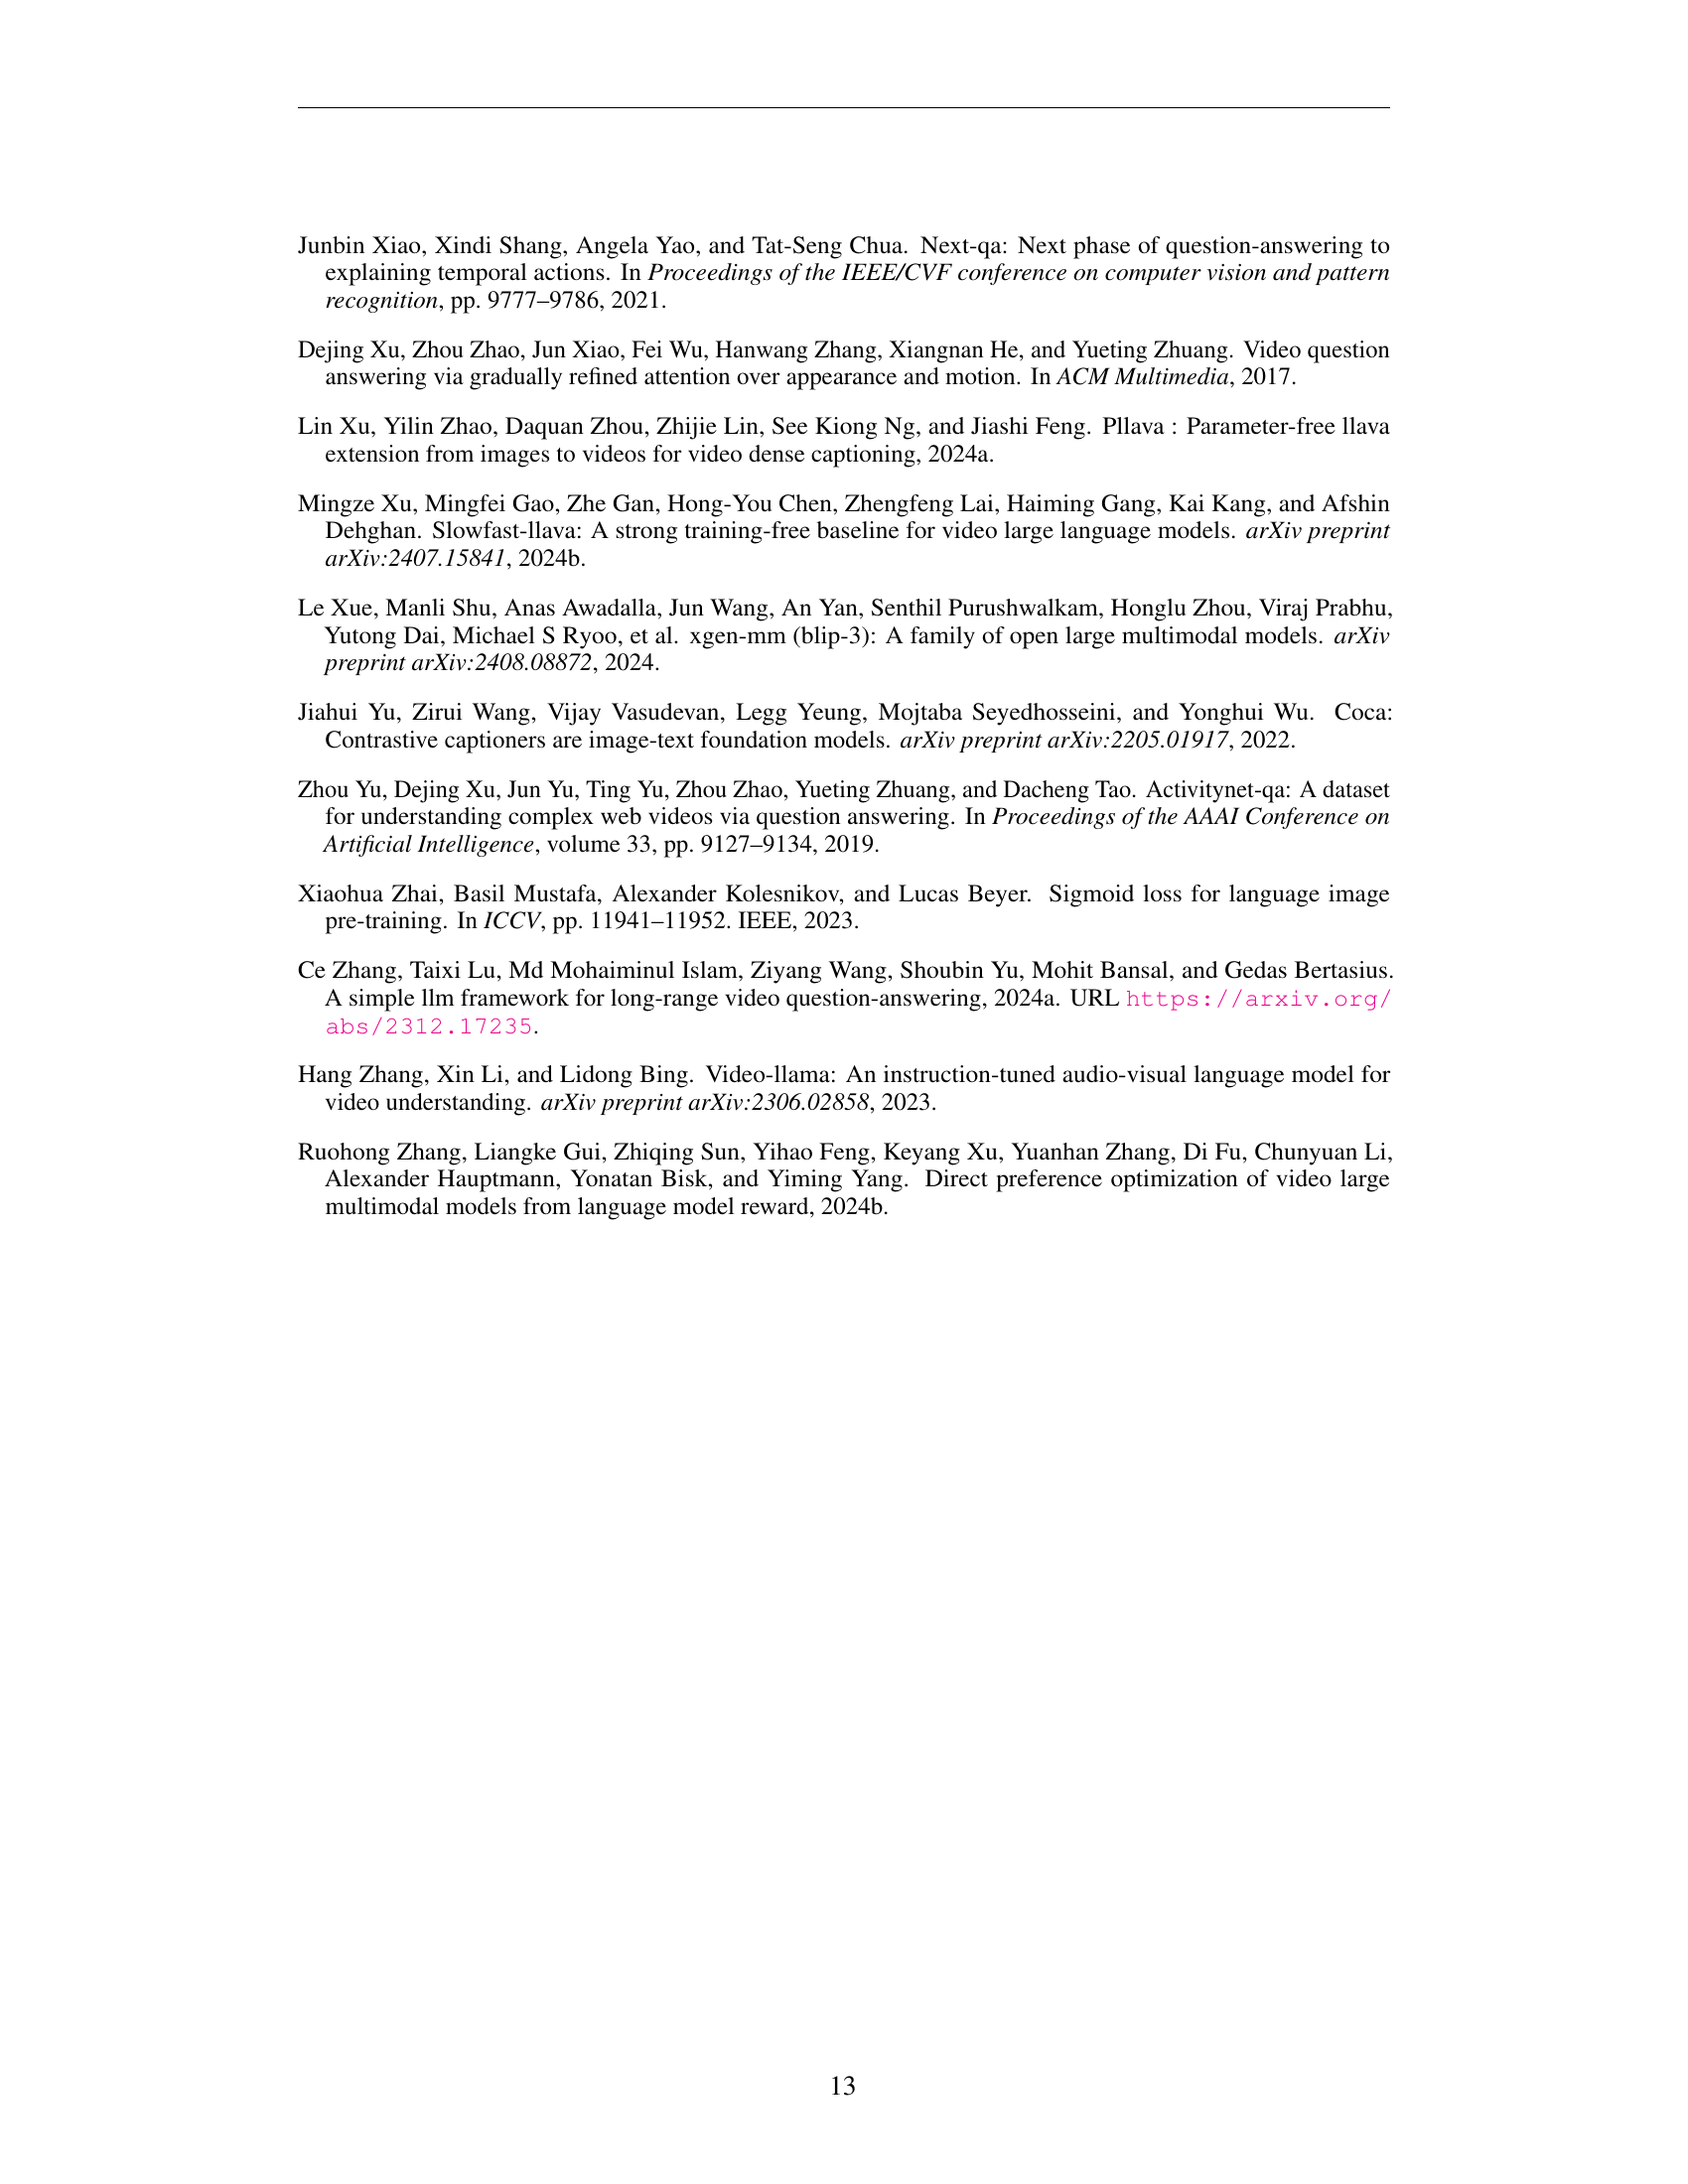 Junbin Xiao, Xindi Shang, Angela Yao, and Tat-Seng Chua. Next-qa: Next phase of question-answering to
explaining temporal actions. In Proceedings of the IEEE/CVF conference on computer vision and pattern
recognition, pp. 9777–9786, 2021.
Dejing Xu, Zhou Zhao, Jun Xiao, Fei Wu, Hanwang Zhang, Xiangnan He, and Yueting Zhuang. Video question
answering via gradually refined attention over appearance and motion. In ACM Multimedia, 2017.
Lin Xu, Yilin Zhao, Daquan Zhou, Zhijie Lin, See Kiong Ng, and Jiashi Feng. Pllava : Parameter-free llava
extension from images to videos for video dense captioning, 2024a.
Mingze Xu, Mingfei Gao, Zhe Gan, Hong-You Chen, Zhengfeng Lai, Haiming Gang, Kai Kang, and Afshin
Dehghan. Slowfast-llava: A strong training-free baseline for video large language models. arXiv preprint
arXiv:2407.15841, 2024b.
Le Xue, Manli Shu, Anas Awadalla, Jun Wang, An Yan, Senthil Purushwalkam, Honglu Zhou, Viraj Prabhu,
Yutong Dai, Michael S Ryoo, et al. xgen-mm (blip-3): A family of open large multimodal models. arXiv
preprint arXiv:2408.08872, 2024.
Jiahui Yu, Zirui Wang, Vijay Vasudevan, Legg Yeung, Mojtaba Seyedhosseini, and Yonghui Wu. Coca:
Contrastive captioners are image-text foundation models. arXiv preprint arXiv:2205.01917, 2022.
Zhou Yu, Dejing Xu, Jun Yu, Ting Yu, Zhou Zhao, Yueting Zhuang, and Dacheng Tao. Activitynet-qa: A dataset
for understanding complex web videos via question answering. In Proceedings of the AAAI Conference on
Artificial Intelligence, volume 33, pp. 9127–9134, 2019.
Xiaohua Zhai, Basil Mustafa, Alexander Kolesnikov, and Lucas Beyer. Sigmoid loss for language image
pre-training. In ICCV, pp. 11941–11952. IEEE, 2023.
Ce Zhang, Taixi Lu, Md Mohaiminul Islam, Ziyang Wang, Shoubin Yu, Mohit Bansal, and Gedas Bertasius.
A simple llm framework for long-range video question-answering, 2024a. URL https://arxiv.org/
abs/2312.17235.
Hang Zhang, Xin Li, and Lidong Bing. Video-llama: An instruction-tuned audio-visual language model for
video understanding. arXiv preprint arXiv:2306.02858, 2023.
Ruohong Zhang, Liangke Gui, Zhiqing Sun, Yihao Feng, Keyang Xu, Yuanhan Zhang, Di Fu, Chunyuan Li,
Alexander Hauptmann, Yonatan Bisk, and Yiming Yang. Direct preference optimization of video large
multimodal models from language model reward, 2024b.
13